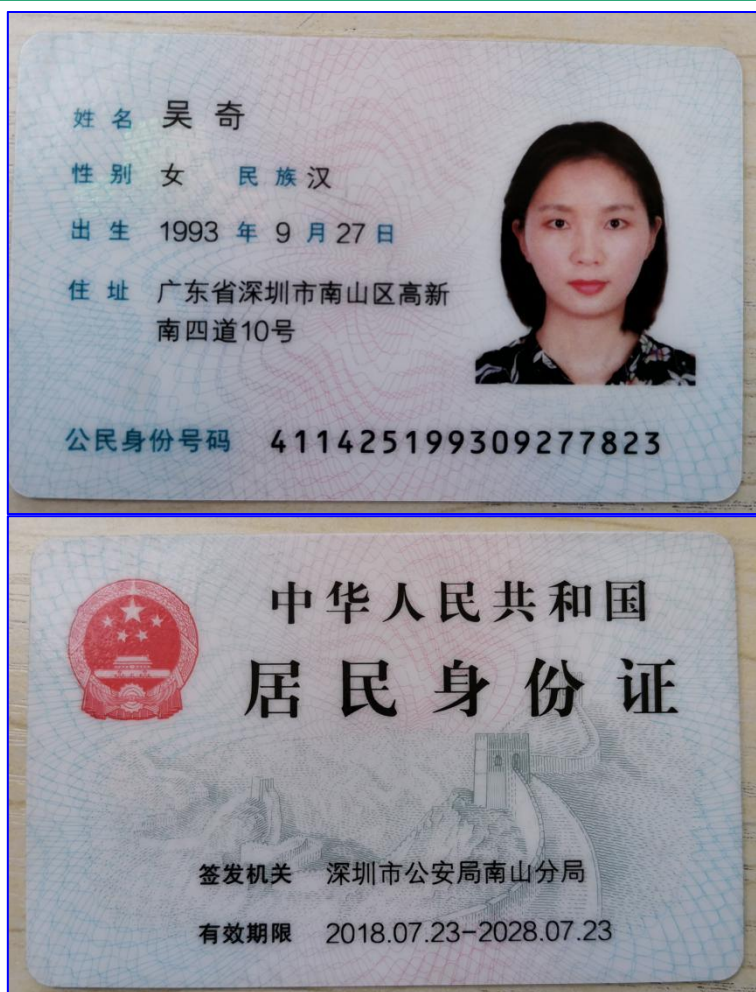 姓名 吴奇
性别 女 民族 汉
出生 1993 年 9 月 27 日
住址 广东省深圳市南山区高新
南四道10号
公民身份号码 411425199309277823
中华人民共和国
居民身份证
签发机关 深圳市公安局南山分局
有效期限 2018.07.23-2028.07.23